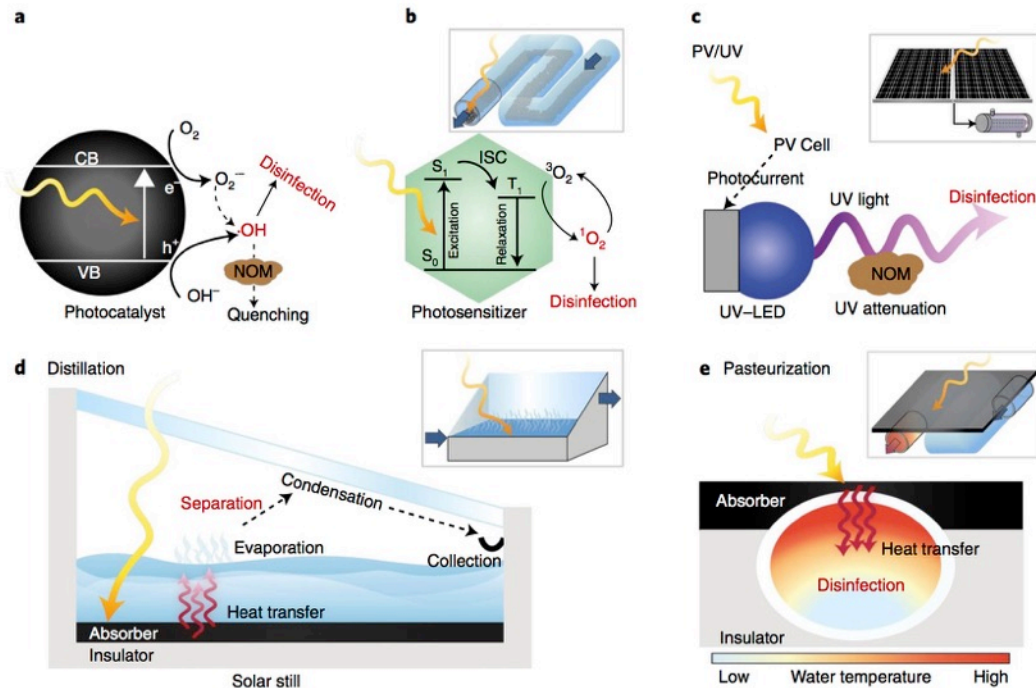 a
O₂
CB
e⁻
O₂·⁻
Disinfection
·OH
h⁺
VB
NOM
OH⁻
Photocatalyst
Quenching
b
S₁
ISC
T₁
³O₂
Excitation
Relaxation
¹O₂
S₀
Photosensitizer
Disinfection
c
PV/UV
PV Cell
Photocurrent
UV light
Disinfection
NOM
UV–LED
UV attenuation
d Distillation
Separation
Condensation
Evaporation
Collection
Heat transfer
Absorber
Insulator
Solar still
e Pasteurization
Absorber
Heat transfer
Disinfection
Insulator
Low Water temperature High